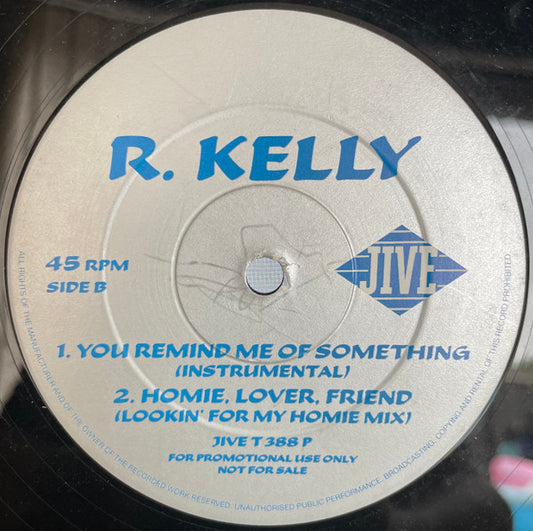 R. KELLY
45 RPM
SIDE B
JIVE
1. YOU REMIND ME OF SOMETHING
(INSTRUMENTAL)
2. HOMIE, LOVER, FRIEND
(LOOKIN' FOR MY HOMIE MIX)
JIVE T 388 P
FOR PROMOTIONAL USE ONLY
NOT FOR SALE
ALL RIGHTS OF THE MANUFACTURER AND OF THE OWNER OF THE RECORDED WORK RESERVED. UNAUTHORISED PUBLIC PERFORMANCE, BROADCASTING, COPYING AND RENTAL OF THIS RECORD PROHIBITED